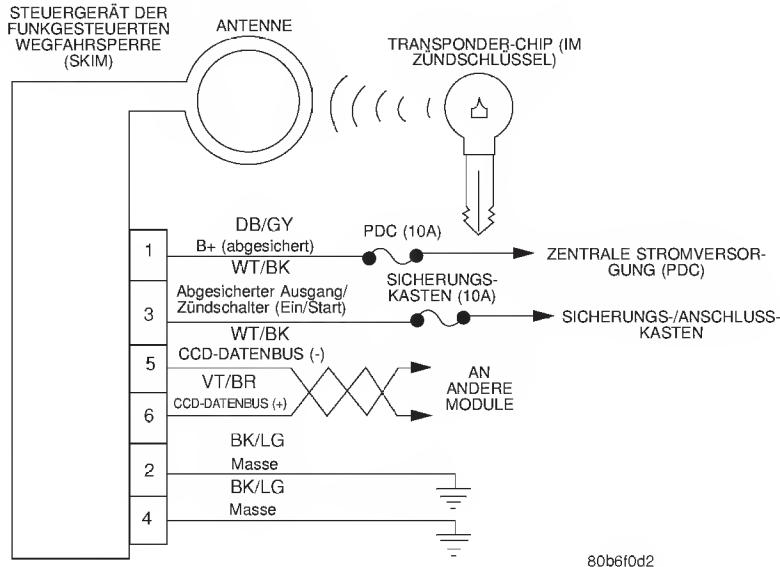 STEUERGERÄT DER
FUNKGESTEUERTEN
WEGFAHRSPERRE
(SKIM)
ANTENNE
TRANSPONDER-CHIP (IM
ZÜNDSCHLÜSSEL)
DB/GY
1
B+ (abgesichert)
WT/BK
PDC (10A)
ZENTRALE STROMVERSOR-
GUNG (PDC)
3
Abgesicherter Ausgang/
Zündschalter (Ein/Start)
WT/BK
SICHERUNGS-
KASTEN (10A)
SICHERUNGS-/ANSCHLUSS-
KASTEN
5
CCD-DATENBUS (-)
VT/BR
6
CCD-DATENBUS (+)
AN
ANDERE
MODULE
BK/LG
2
Masse
BK/LG
4
Masse
80b6f0d2